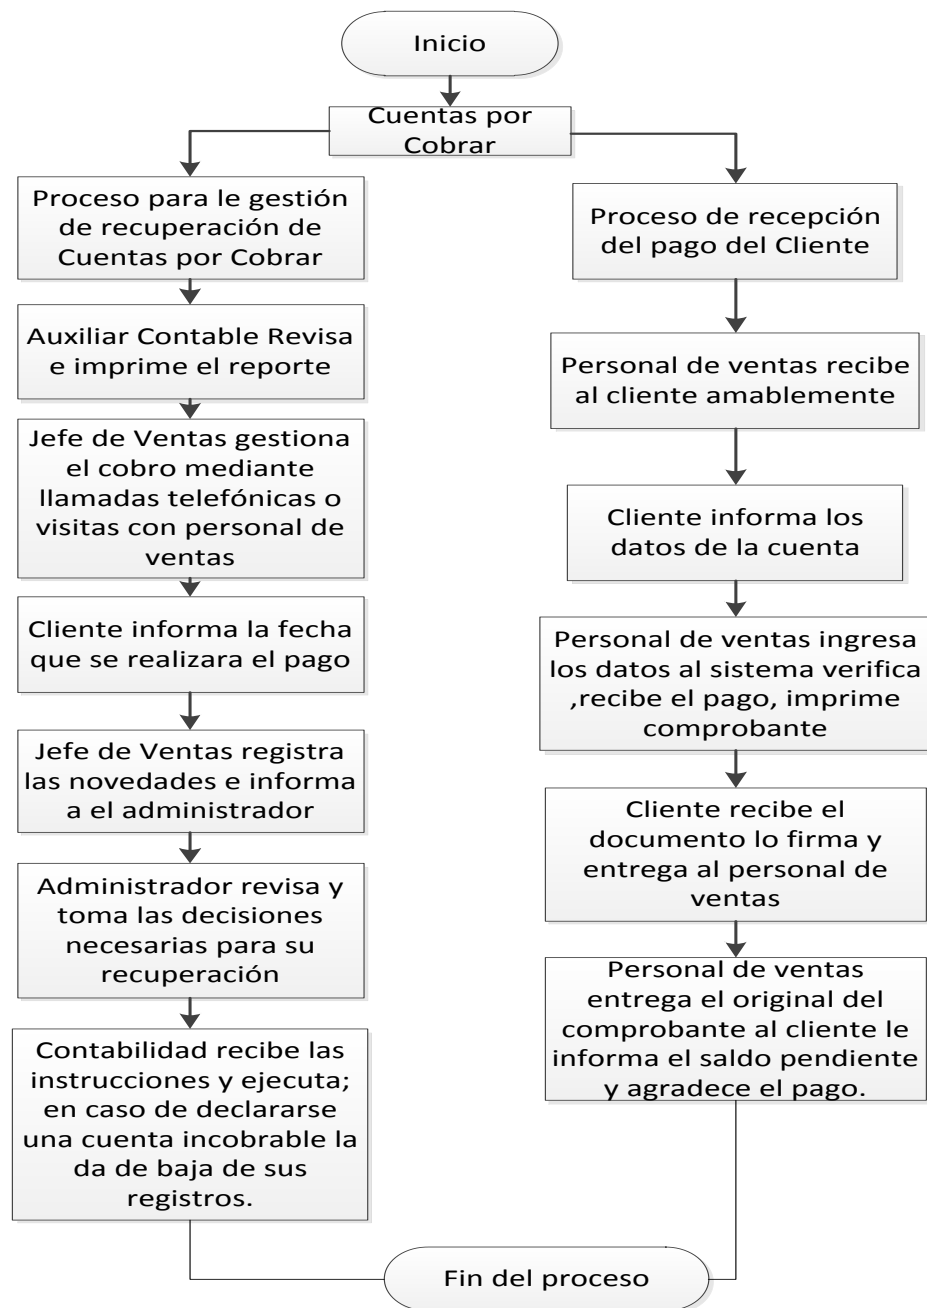 Inicio
Cuentas por
Cobrar
Proceso para le gestión
de recuperación de
Cuentas por Cobrar
Auxiliar Contable Revisa
e imprime el reporte
Jefe de Ventas gestiona
el cobro mediante
llamadas telefónicas o
visitas con personal de
ventas
Cliente informa la fecha
que se realizara el pago
Jefe de Ventas registra
las novedades e informa
a el administrador
Administrador revisa y
toma las decisiones
necesarias para su
recuperación
Contabilidad recibe las
instrucciones y ejecuta;
en caso de declararse
una cuenta incobrable la
da de baja de sus
registros.
Proceso de recepción
del pago del Cliente
Personal de ventas recibe
al cliente amablemente
Cliente informa los
datos de la cuenta
Personal de ventas ingresa
los datos al sistema verifica
,recibe el pago, imprime
comprobante
Cliente recibe el
documento lo firma y
entrega al personal de
ventas
Personal de ventas
entrega el original del
comprobante al cliente le
informa el saldo pendiente
y agradece el pago.
Fin del proceso